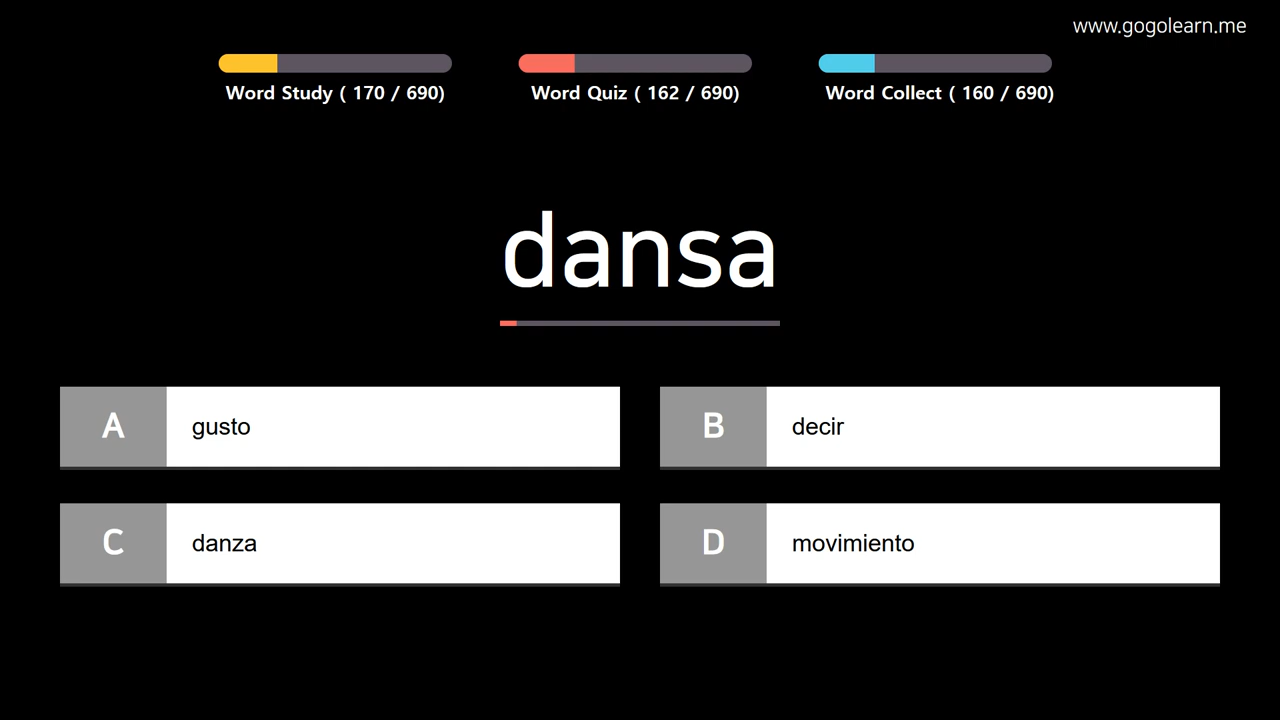 www.gogolearn.me
Word Study ( 170 / 690)
Word Quiz ( 162 / 690)
Word Collect ( 160 / 690)
dansa
A gusto
B decir
C danza
D movimiento